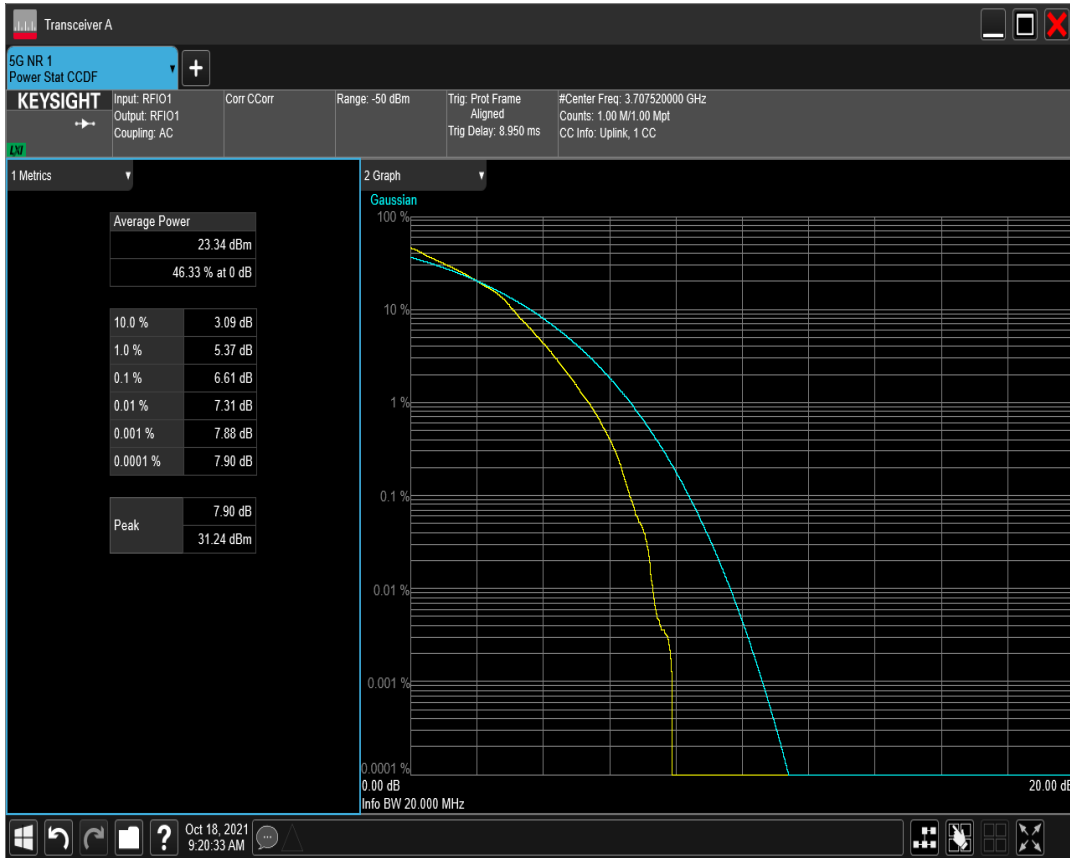 Transceiver A
5G NR 1
Power Stat CCDF
+
KEYSIGHT
LXI
Input: RFIO1
Output: RFIO1
Coupling: AC
Corr CCorr
Range: -50 dBm
Trig: Prot Frame
Aligned
Trig Delay: 8.950 ms
#Center Freq: 3.707520000 GHz
Counts: 1.00 M/1.00 Mpt
CC Info: Uplink, 1 CC
1 Metrics
Average Power
23.34 dBm
46.33 % at 0 dB
10.0 % 3.09 dB
1.0 % 5.37 dB
0.1 % 6.61 dB
0.01 % 7.31 dB
0.001 % 7.88 dB
0.0001 % 7.90 dB
Peak
7.90 dB
31.24 dBm
2 Graph
Gaussian
100 %
10 %
1 %
0.1 %
0.01 %
0.001 %
0.0001 %
0.00 dB
20.00 dB
Info BW 20.000 MHz
?
Oct 18, 2021
9:20:33 AM